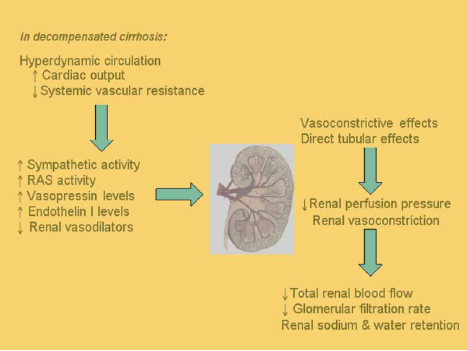 In decompensated cirrhosis:
Hyperdynamic circulation
↑ Cardiac output
↓ Systemic vascular resistance
↑ Sympathetic activity
↑ RAS activity
↑ Vasopressin levels
↑ Endothelin I levels
↓ Renal vasodilators
Vasoconstrictive effects
Direct tubular effects
↓ Renal perfusion pressure
Renal vasoconstriction
↓ Total renal blood flow
↓ Glomerular filtration rate
Renal sodium & water retention